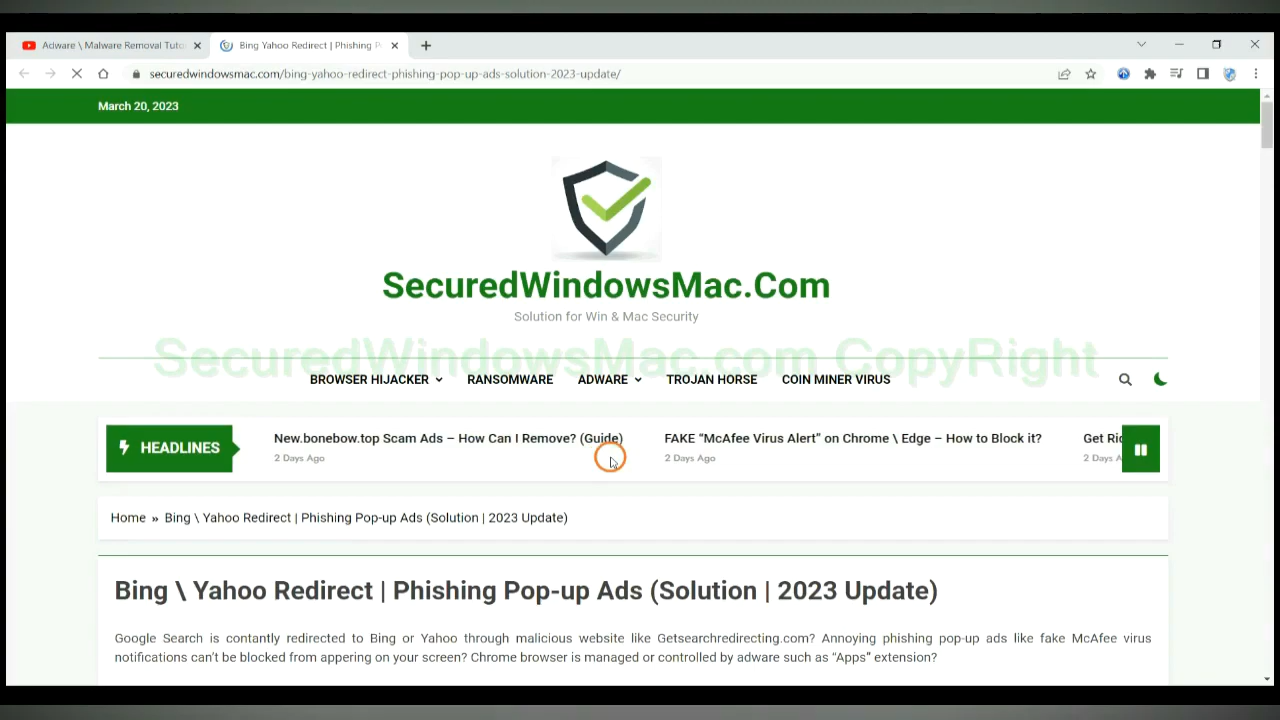 Adware \ Malware Removal Tuto
Bing Yahoo Redirect | Phishing P
securedwindowsmac.com/bing-yahoo-redirect-phishing-pop-up-ads-solution-2023-update/
March 20, 2023
SecuredWindowsMac.Com
Solution for Win & Mac Security
SecuredWindowsMac.com CopyRight
BROWSER HIJACKER RANSOMWARE ADWARE TROJAN HORSE COIN MINER VIRUS
HEADLINES
New.bonebow.top Scam Ads – How Can I Remove? (Guide)
2 Days Ago
FAKE “McAfee Virus Alert” on Chrome \ Edge – How to Block it?
2 Days Ago
Get Ri
2 Days A
Home » Bing \ Yahoo Redirect | Phishing Pop-up Ads (Solution | 2023 Update)
Bing \ Yahoo Redirect | Phishing Pop-up Ads (Solution | 2023 Update)
Google Search is contantly redirected to Bing or Yahoo through malicious website like Getsearchredirecting.com? Annoying phishing pop-up ads like fake McAfee virus
notifications can’t be blocked from appering on your screen? Chrome browser is managed or controlled by adware such as “Apps” extension?